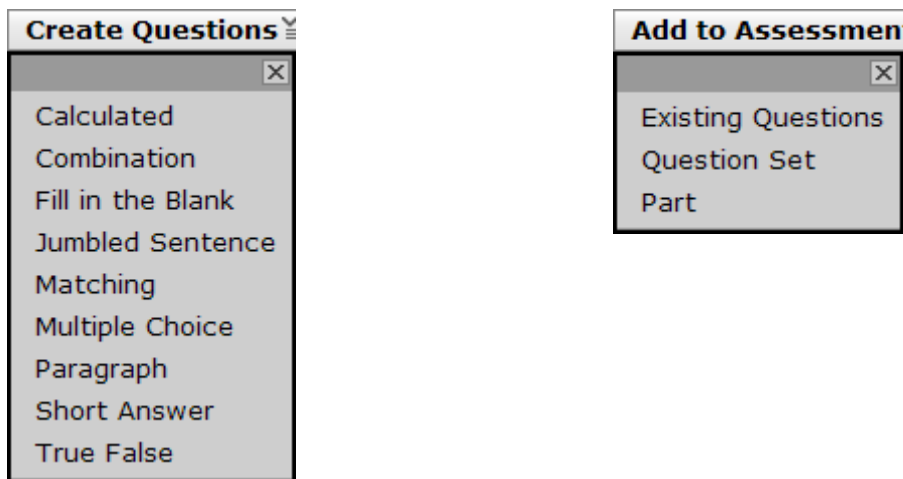 Create Questions
Calculated
Combination
Fill in the Blank
Jumbled Sentence
Matching
Multiple Choice
Paragraph
Short Answer
True False
Add to Assessmen
Existing Questions
Question Set
Part